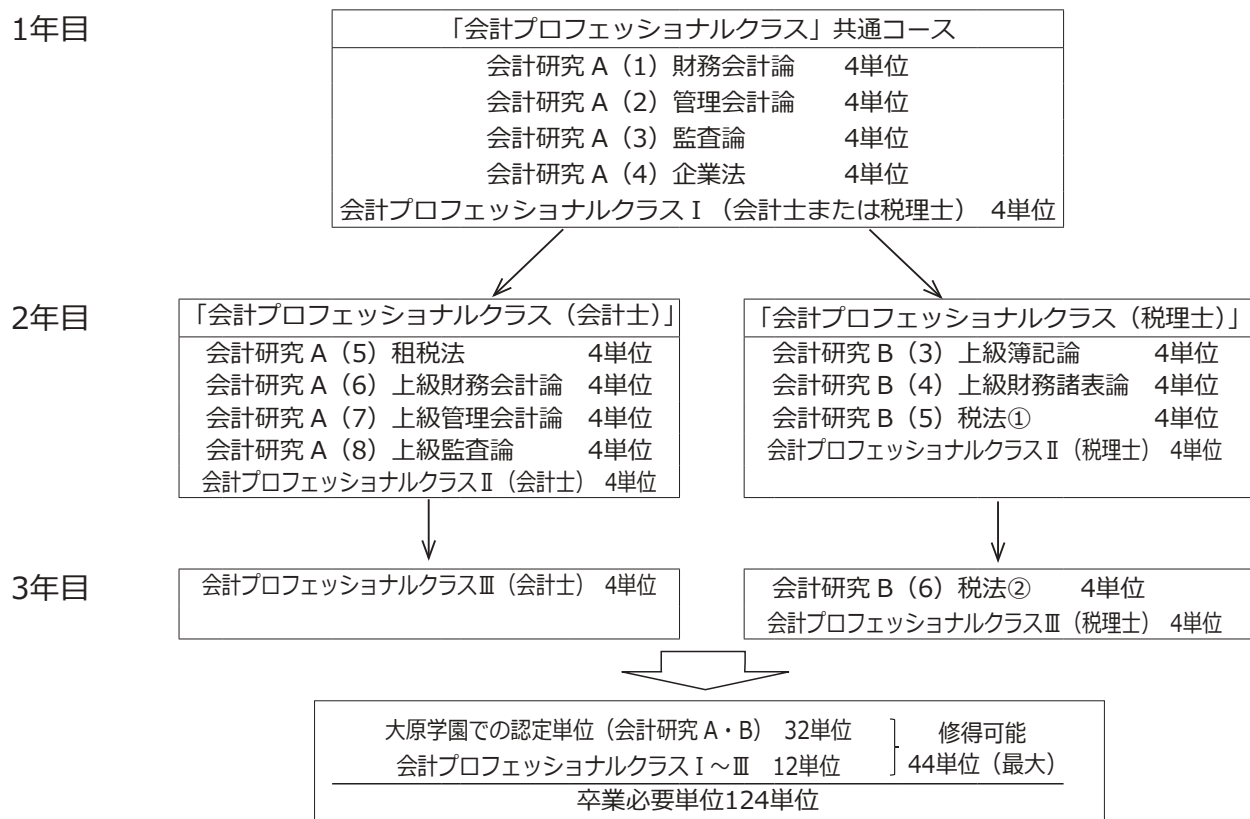 1年目
「会計プロフェッショナルクラス」共通コース
会計研究 A（1）財務会計論 4単位
会計研究 A（2）管理会計論 4単位
会計研究 A（3）監査論 4単位
会計研究 A（4）企業法 4単位
会計プロフェッショナルクラスⅠ（会計士または税理士） 4単位
2年目
「会計プロフェッショナルクラス（会計士）」
会計研究 A（5）租税法 4単位
会計研究 A（6）上級財務会計論 4単位
会計研究 A（7）上級管理会計論 4単位
会計研究 A（8）上級監査論 4単位
会計プロフェッショナルクラスⅡ（会計士） 4単位
「会計プロフェッショナルクラス（税理士）」
会計研究 B（3）上級簿記論 4単位
会計研究 B（4）上級財務諸表論 4単位
会計研究 B（5）税法① 4単位
会計プロフェッショナルクラスⅡ（税理士） 4単位
3年目
会計プロフェッショナルクラスⅢ（会計士） 4単位
会計研究 B（6）税法② 4単位
会計プロフェッショナルクラスⅢ（税理士） 4単位
大原学園での認定単位（会計研究 A・B） 32単位
会計プロフェッショナルクラスⅠ～Ⅲ 12単位
修得可能
44単位（最大）
卒業必要単位124単位